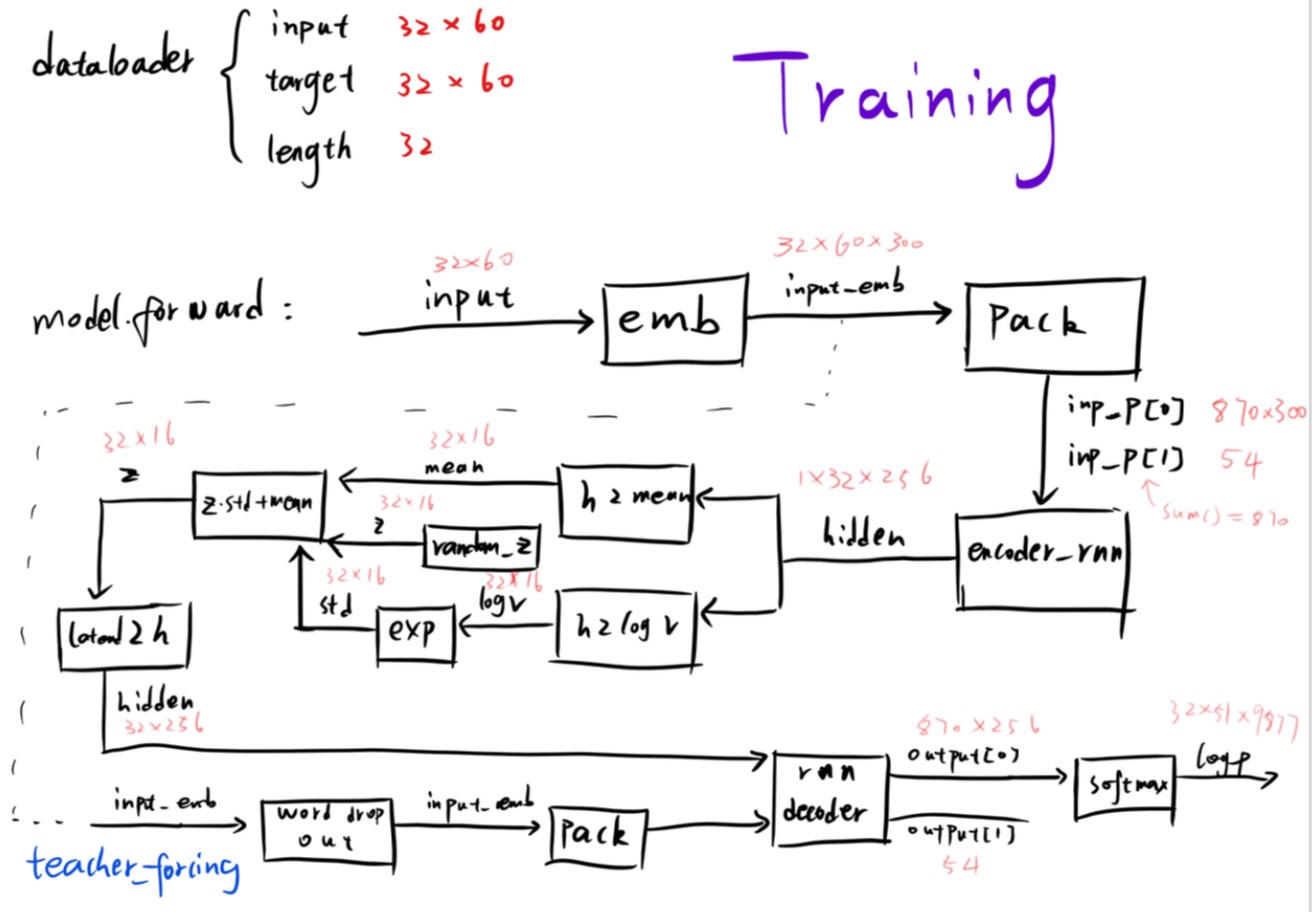 dataloader
input 32 × 60
target 32 × 60
length 32
Training
model.forward :
32×60
input
emb
32×60×300
input_emb
Pack
inp_P[0] 870×300
inp_P[1] 54
sum() = 870
encoder_rnn
1×32×256
hidden
h2mean
h2logv
32×16
mean
32×16
z
random_z
32×16
logv
exp
32×16
std
z·std+mean
32×16
z
latent2h
hidden
32×256
input_emb
word drop
out
input_emb
Pack
teacher_forcing
rnn
decoder
870×256
output[0]
output[1]
54
softmax
32×51×9877
logp